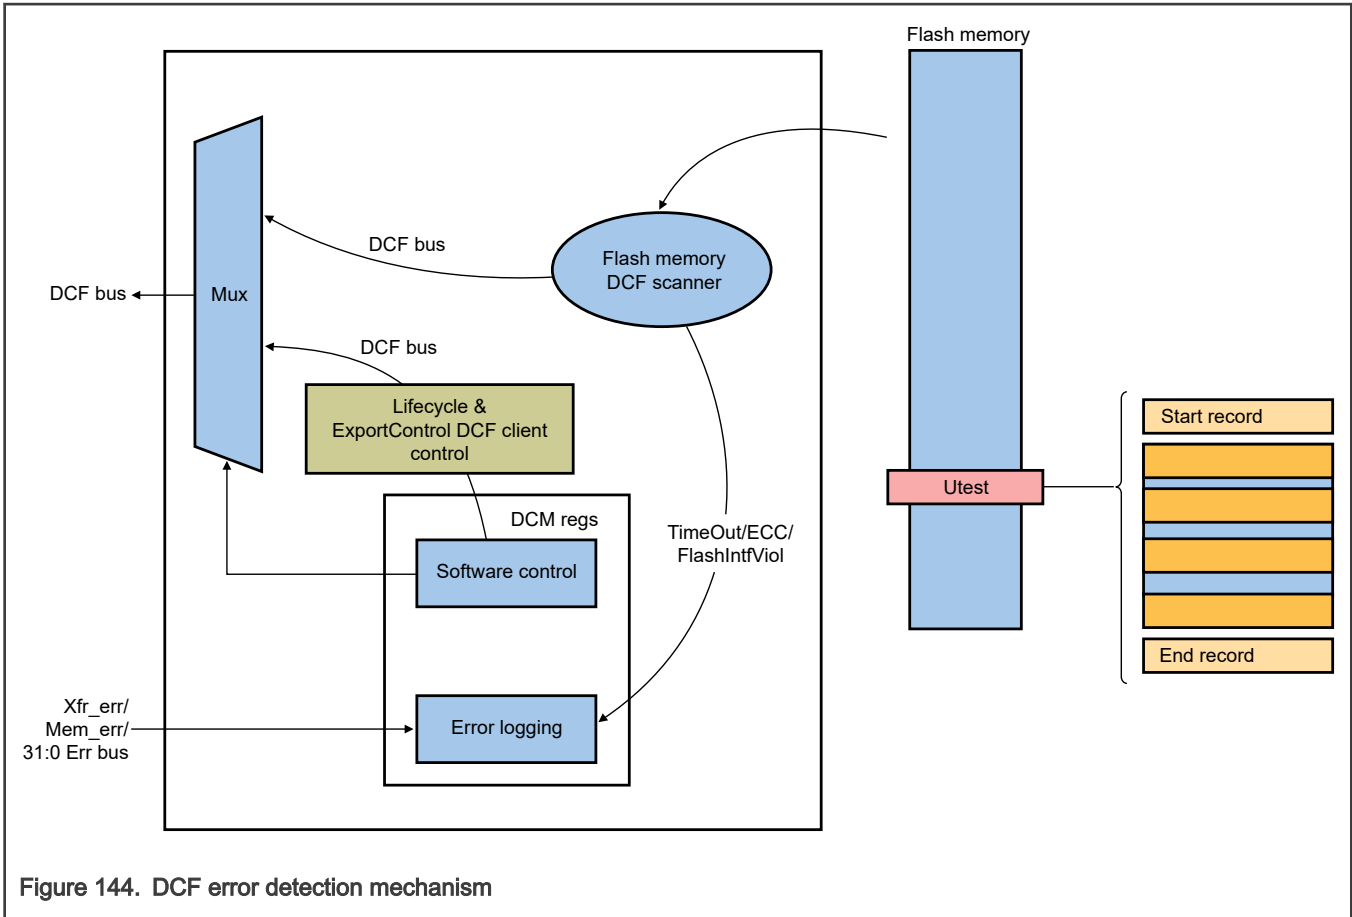 Flash memory
DCF bus
Flash memory
DCF scanner
DCF bus
Mux
DCF bus
Lifecycle &
ExportControl DCF client
control
Start record
Utest
DCM regs
TimeOut/ECC/
FlashIntfViol
Software control
End record
Xfr_err/
Mem_err/
31:0 Err bus
Error logging
Figure 144. DCF error detection mechanism